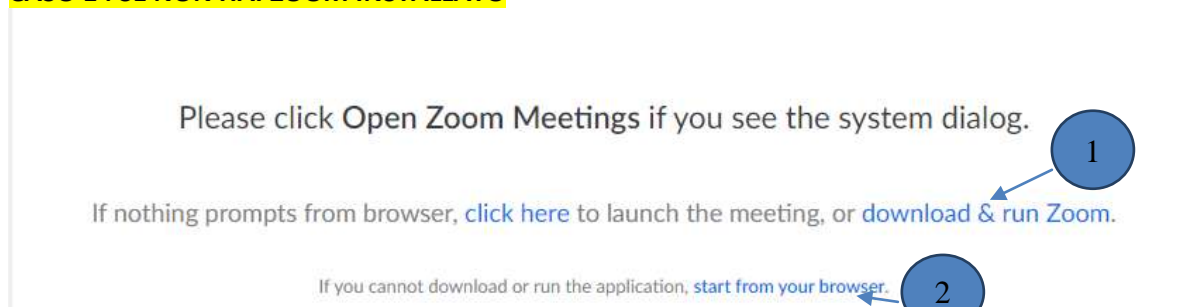 Please click Open Zoom Meetings if you see the system dialog.
1
If nothing prompts from browser, click here to launch the meeting, or download & run Zoom.
If you cannot download or run the application, start from your browser.
2